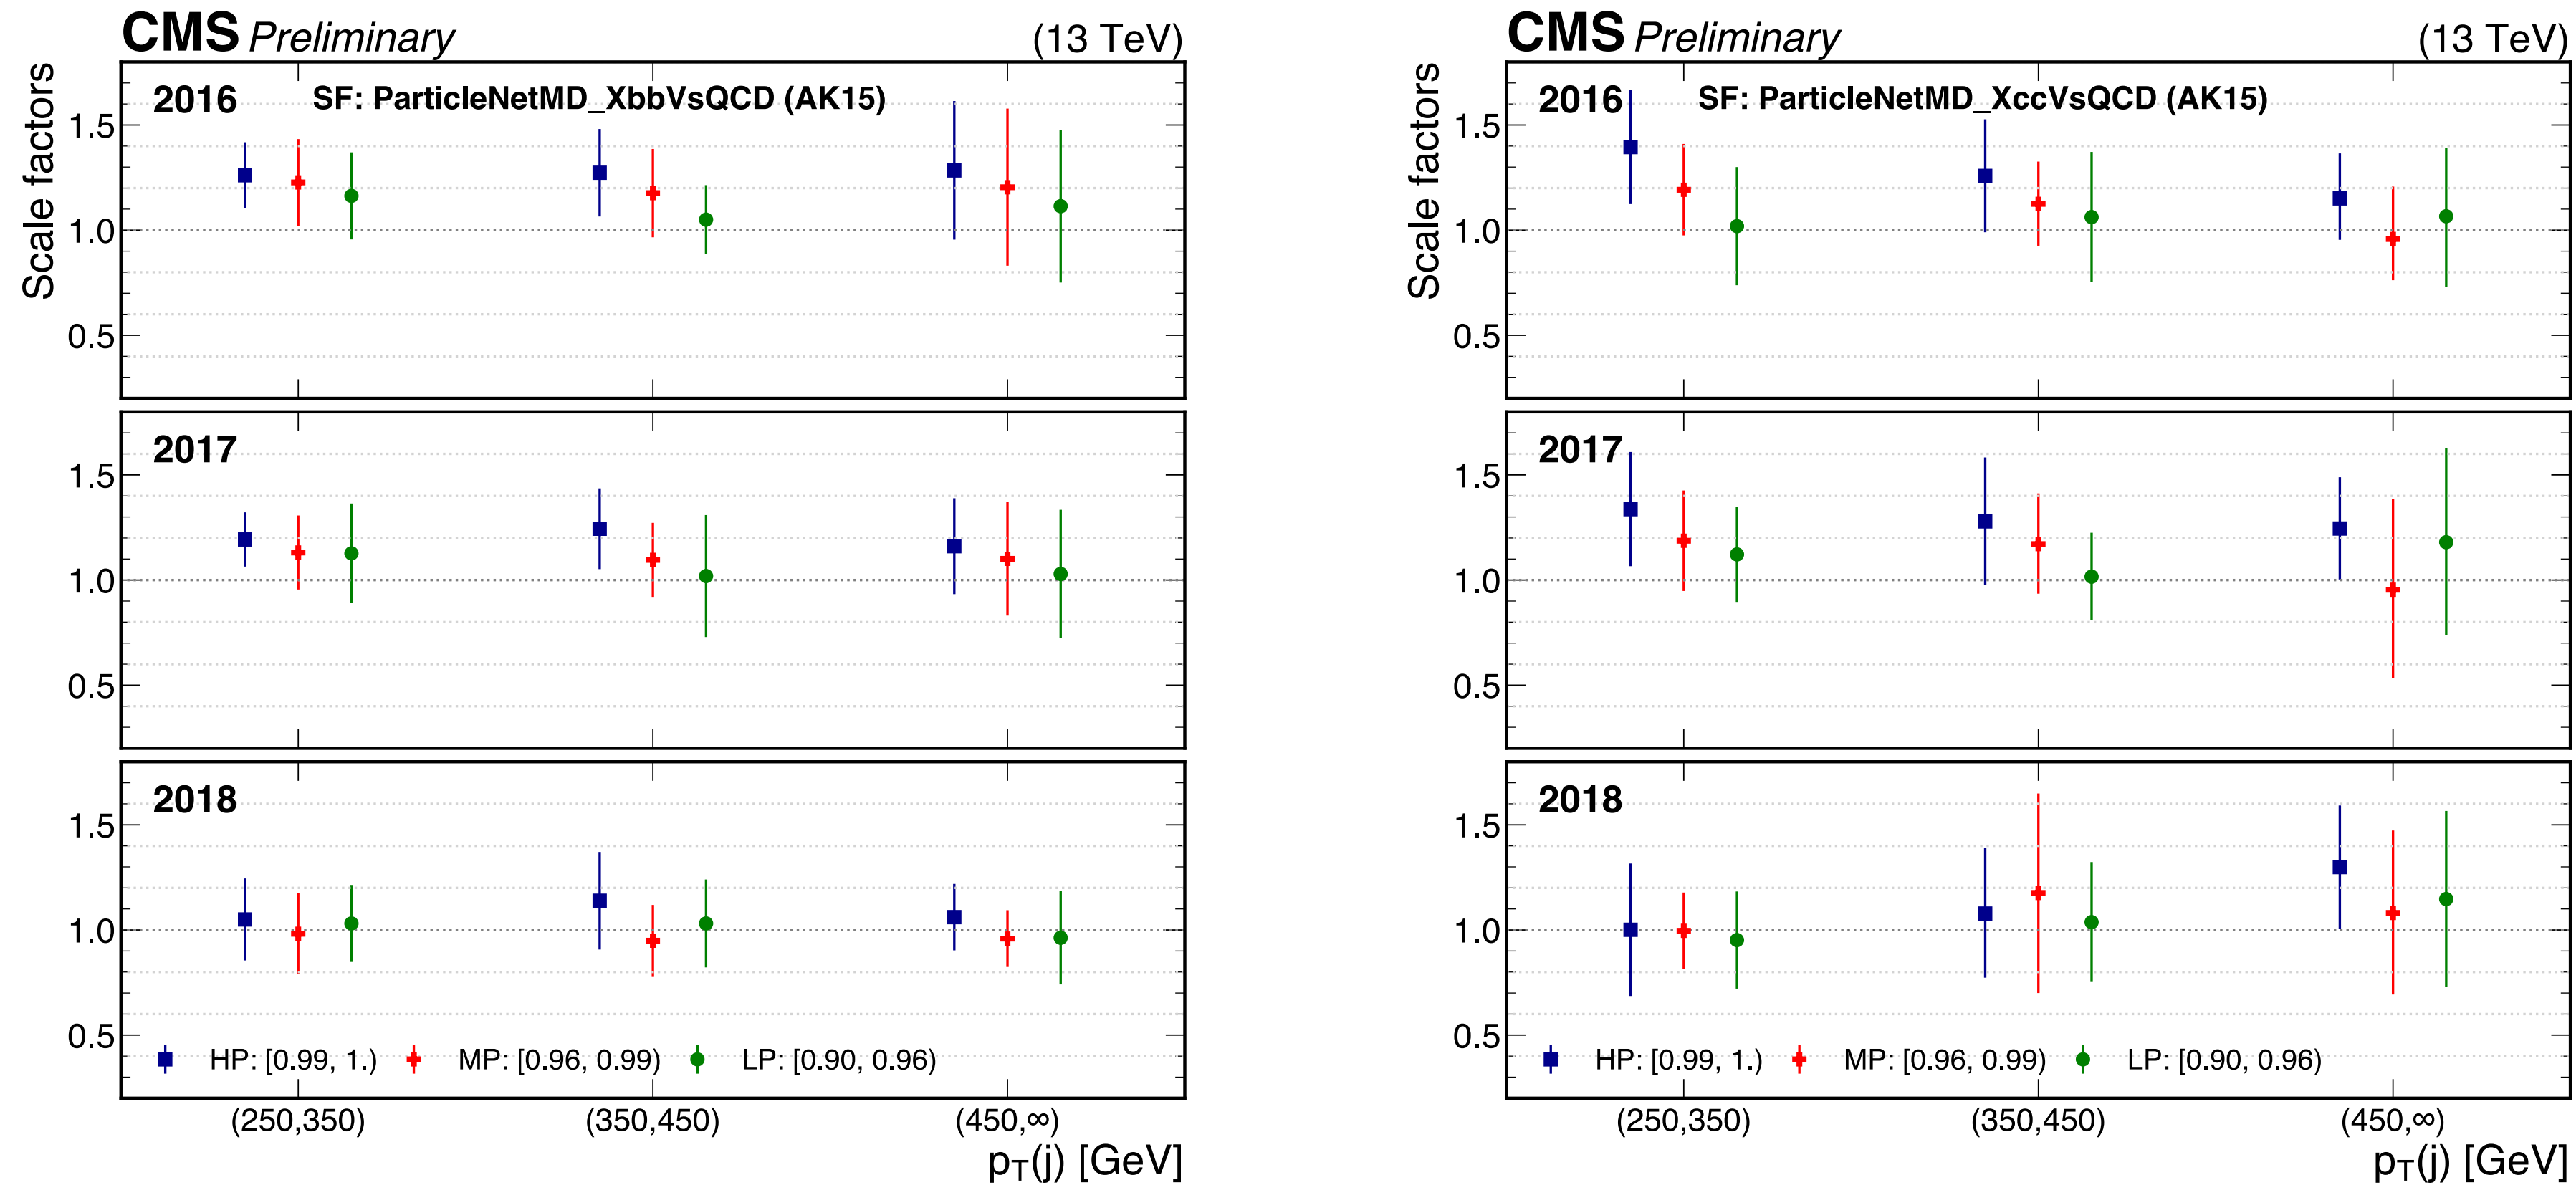 CMS Preliminary (13 TeV)
Scale factors
2016 SF: ParticleNetMD_XbbVsQCD (AK15)
1.5
1.0
0.5
2017
1.5
1.0
0.5
2018
1.5
1.0
0.5
HP: [0.99, 1.) MP: [0.96, 0.99) LP: [0.90, 0.96)
(250,350) (350,450) (450,∞)
pT(j) [GeV]
CMS Preliminary (13 TeV)
Scale factors
2016 SF: ParticleNetMD_XccVsQCD (AK15)
1.5
1.0
0.5
2017
1.5
1.0
0.5
2018
1.5
1.0
0.5
HP: [0.99, 1.) MP: [0.96, 0.99) LP: [0.90, 0.96)
(250,350) (350,450) (450,∞)
pT(j) [GeV]